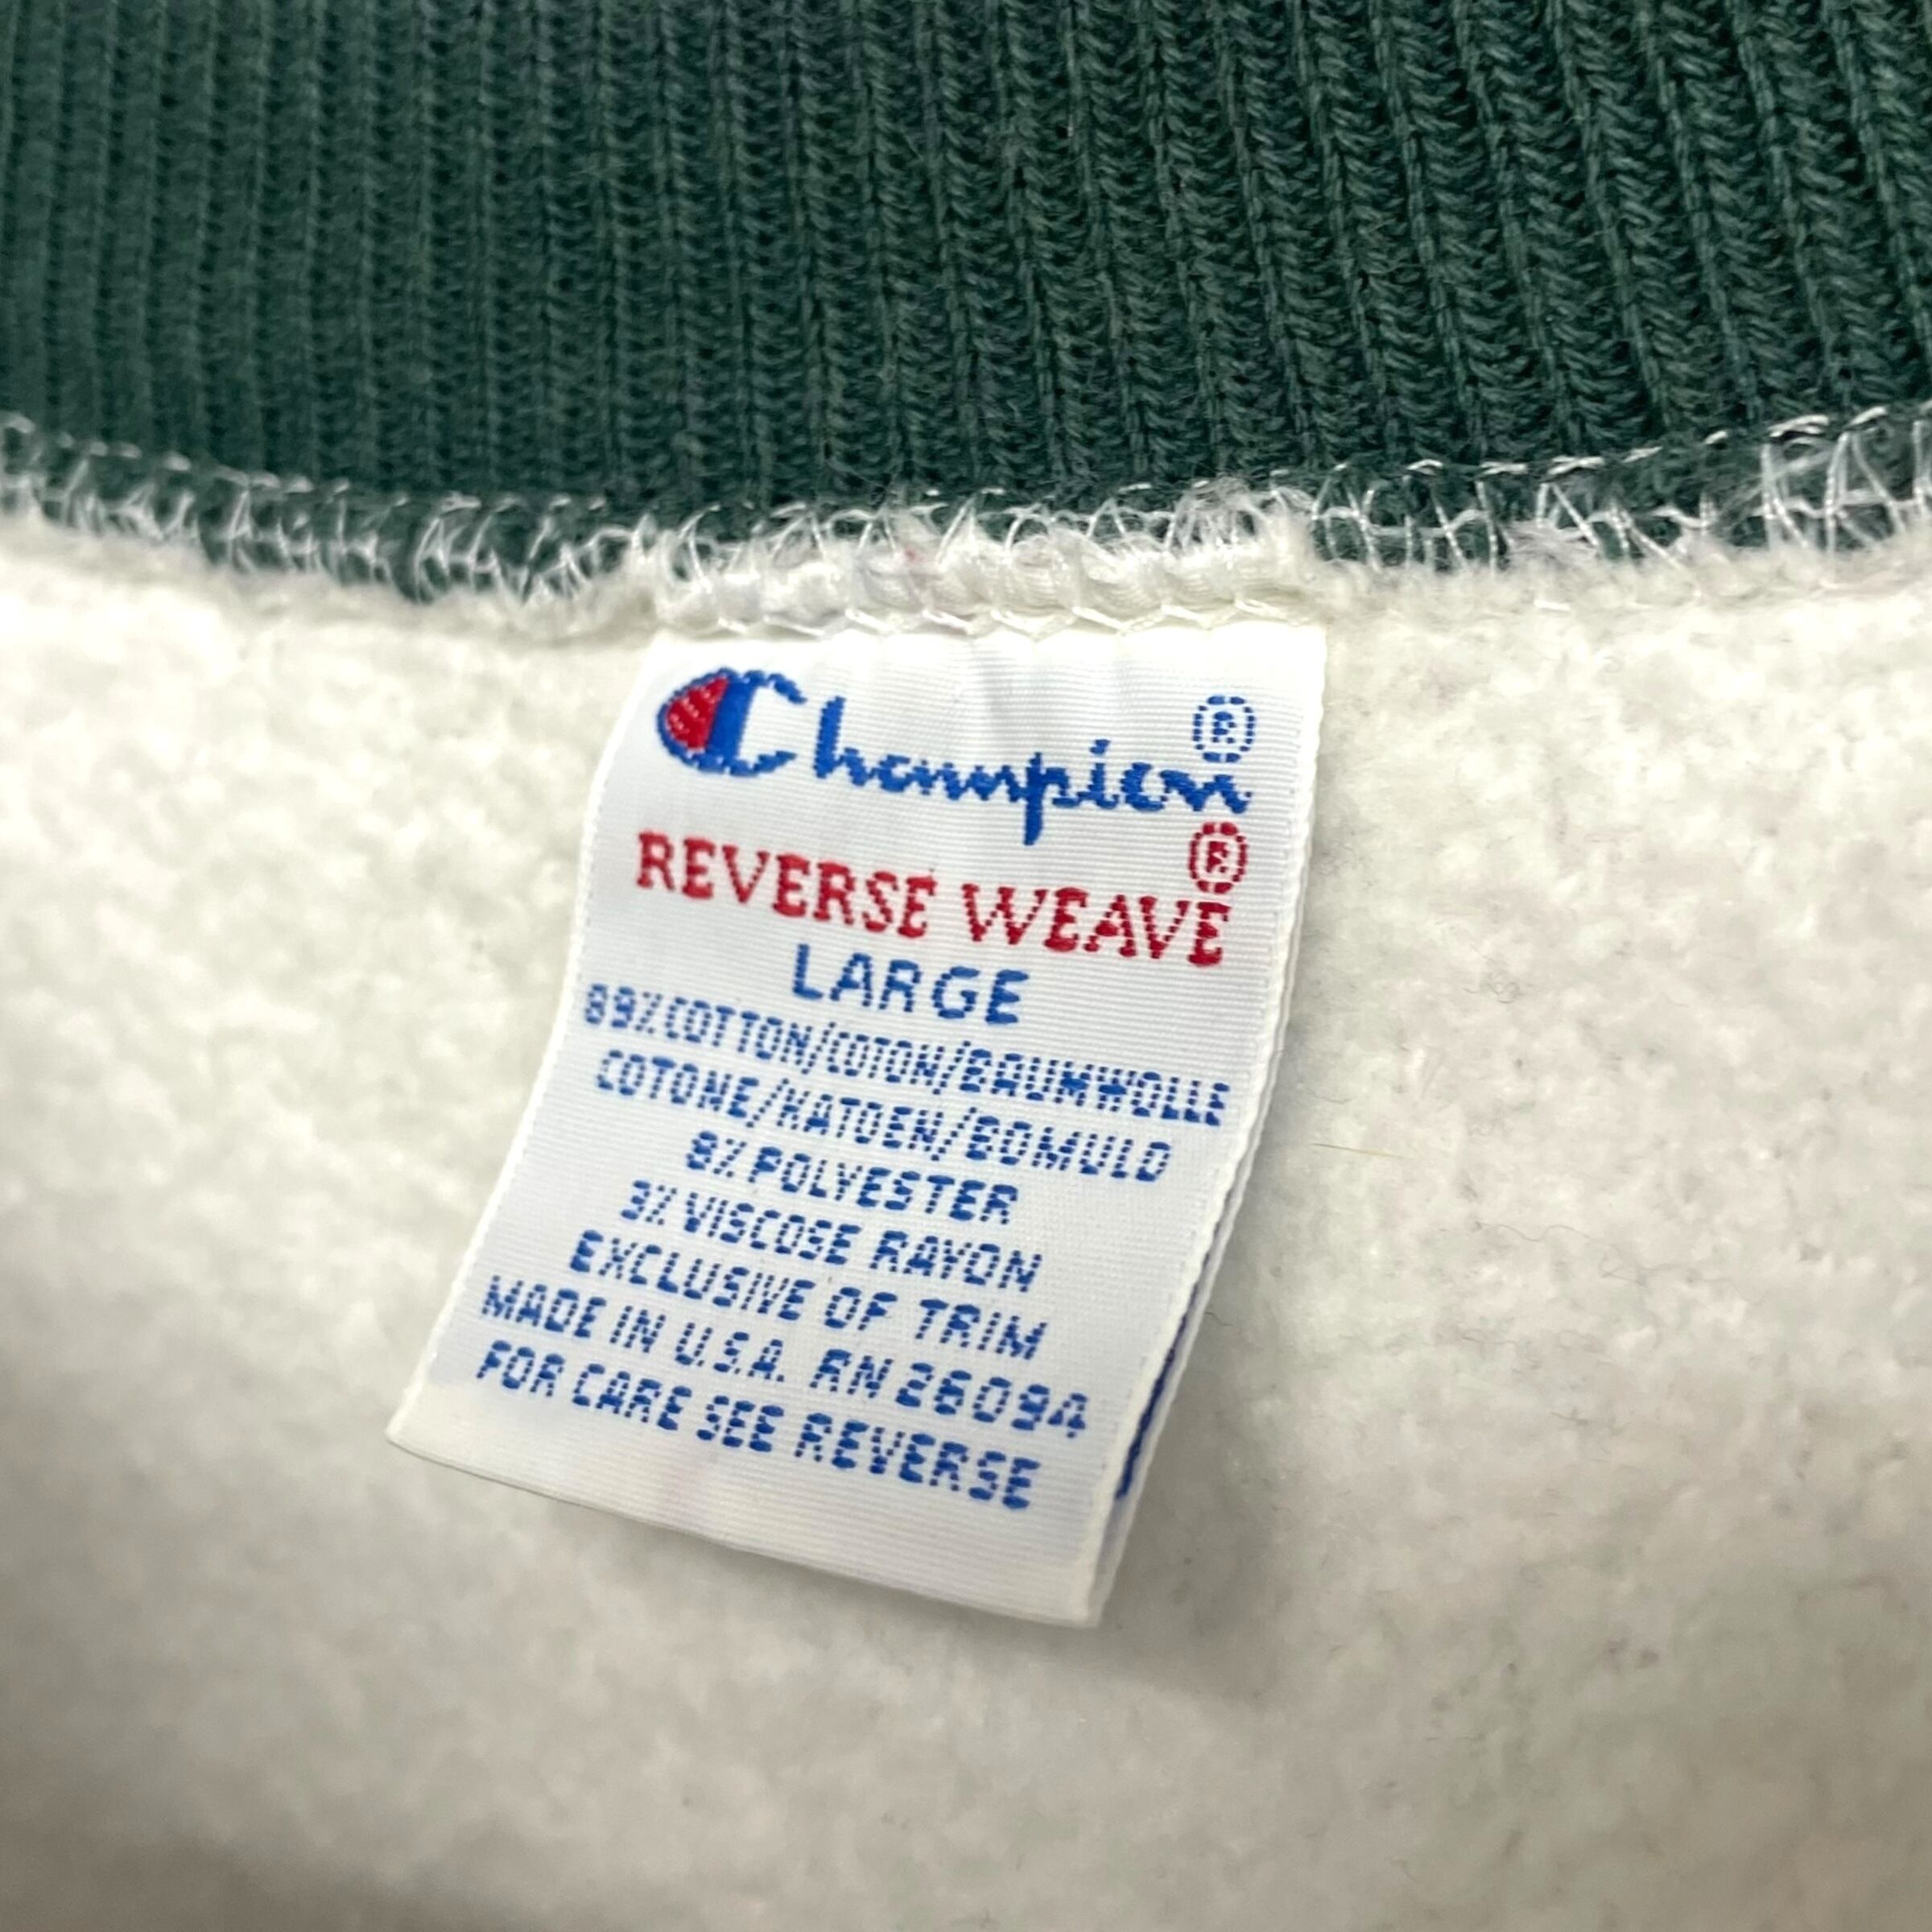 Champion®
REVERSE WEAVE®
LARGE
89% COTTON/COTON/BAUMWOLLE
COTONE/KATOEN/BOMULD
8% POLYESTER
3% VISCOSE RAYON
EXCLUSIVE OF TRIM
MADE IN U.S.A. RN 26094
FOR CARE SEE REVERSE